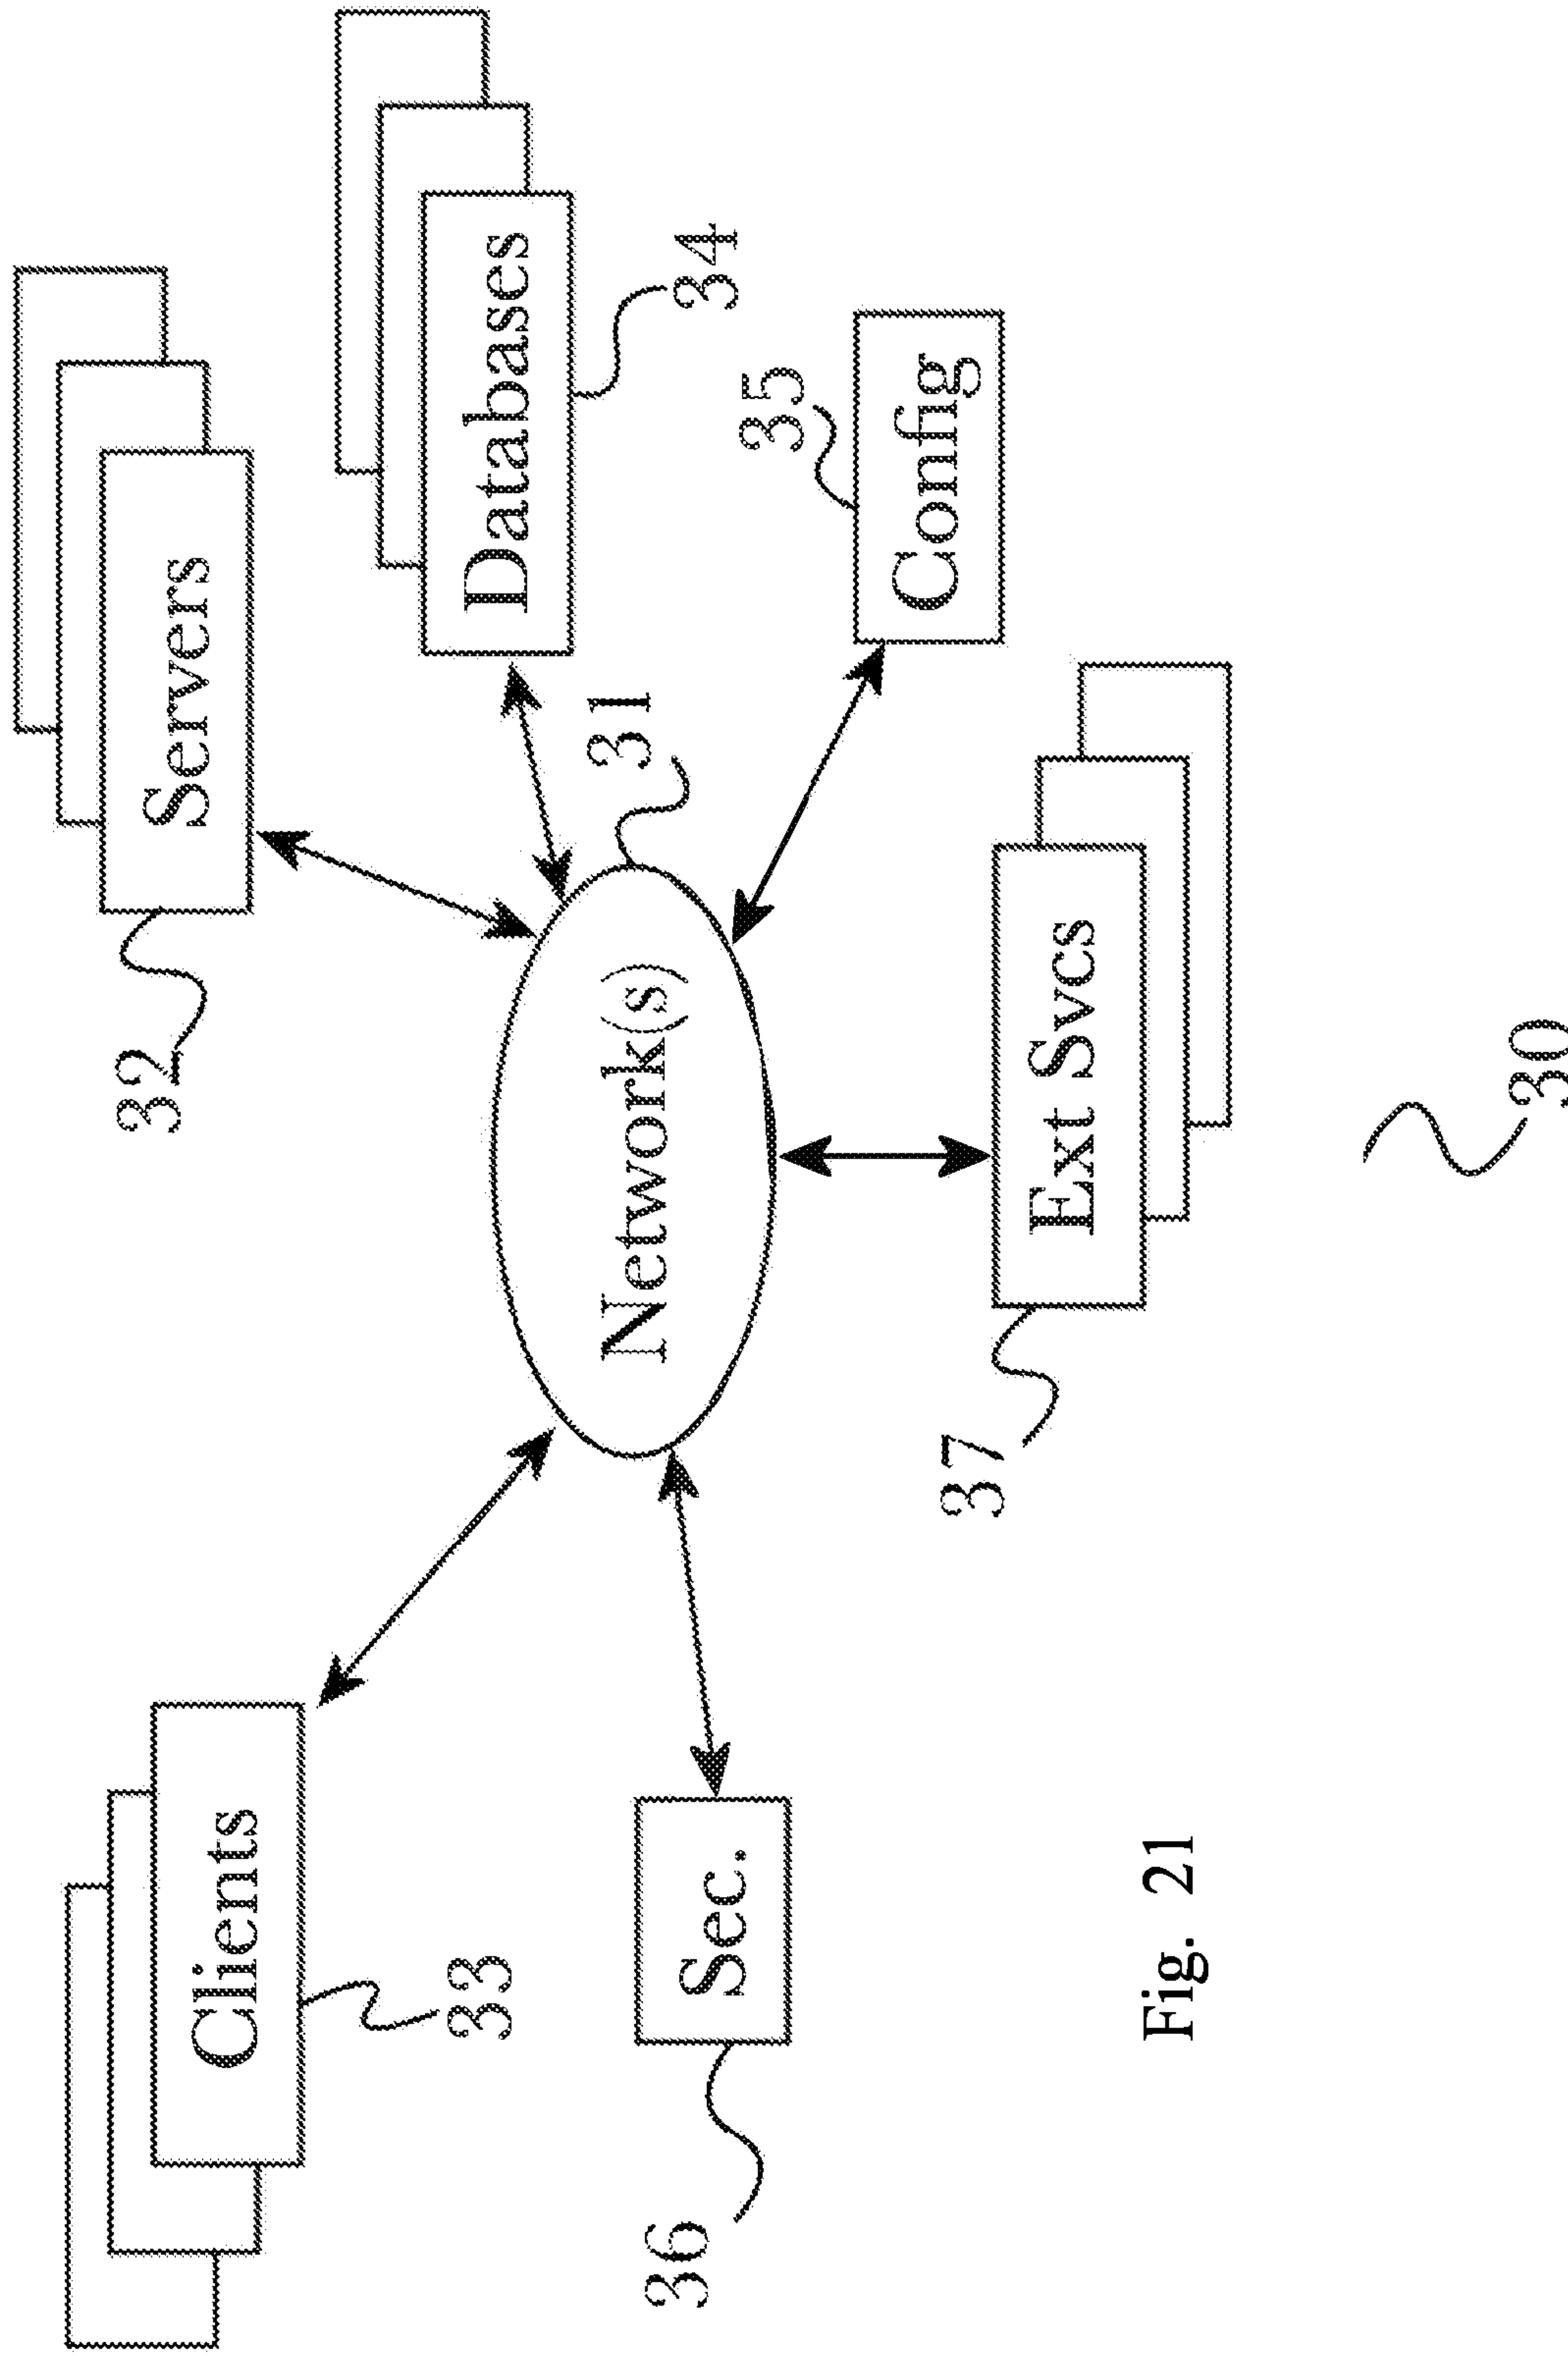 Servers
32
Clients
33
Databases
34
31
Network(s)
35
Config
Sec.
36
Ext Svcs
37
Fig. 21
30